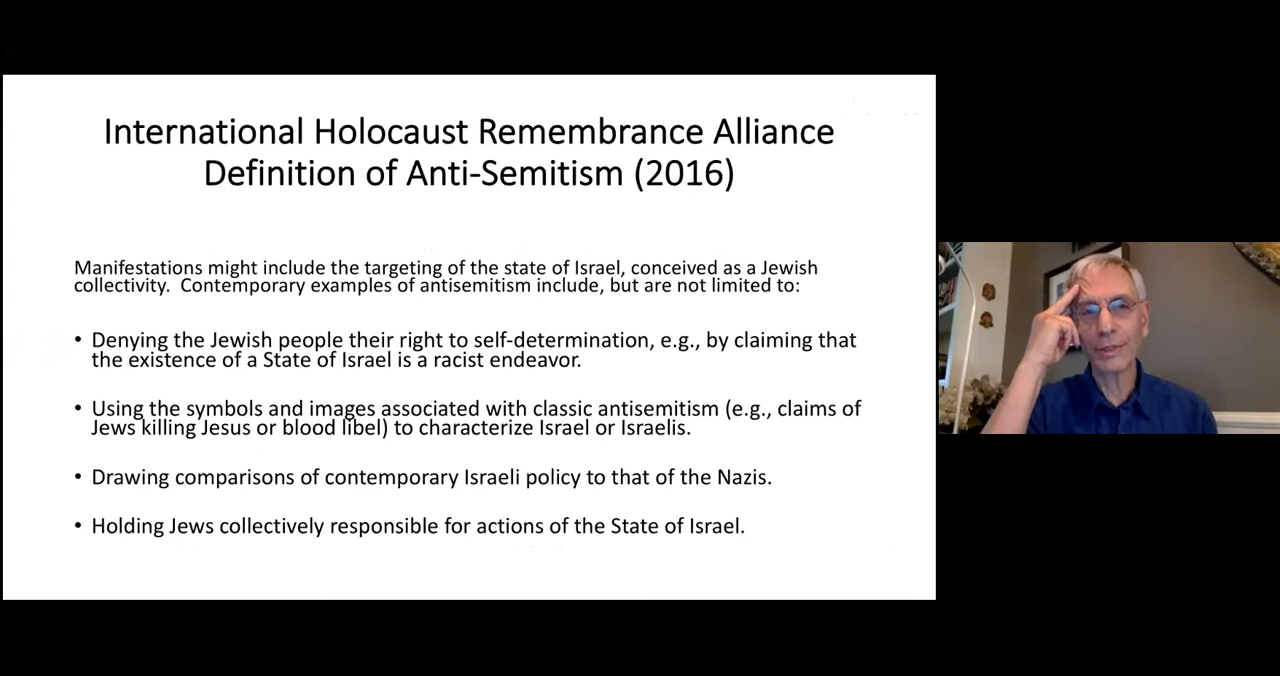 International Holocaust Remembrance Alliance
Definition of Anti-Semitism (2016)
Manifestations might include the targeting of the state of Israel, conceived as a Jewish
collectivity. Contemporary examples of antisemitism include, but are not limited to:
• Denying the Jewish people their right to self-determination, e.g., by claiming that
the existence of a State of Israel is a racist endeavor.
• Using the symbols and images associated with classic antisemitism (e.g., claims of
Jews killing Jesus or blood libel) to characterize Israel or Israelis.
• Drawing comparisons of contemporary Israeli policy to that of the Nazis.
• Holding Jews collectively responsible for actions of the State of Israel.